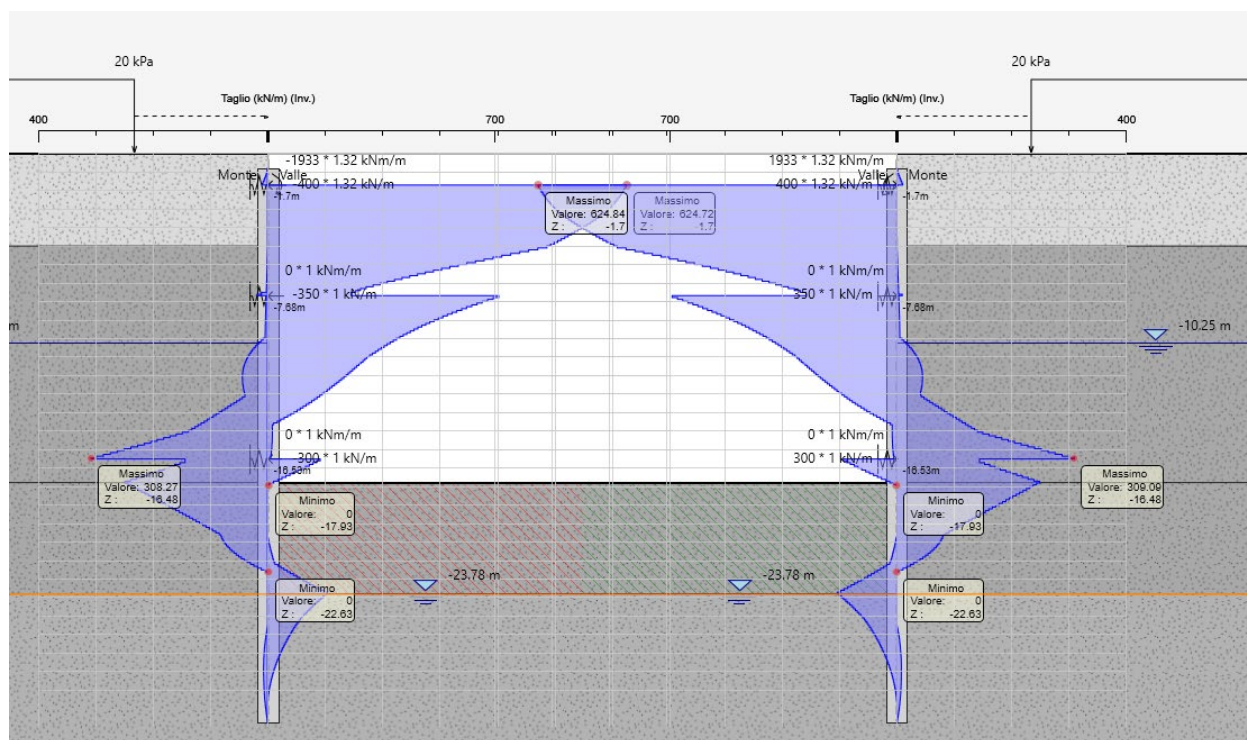 20 kPa
20 kPa
Taglio (kN/m) (Inv.)
Taglio (kN/m) (Inv.)
400
700
700
400
-1933 * 1.32 kNm/m
1933 * 1.32 kNm/m
Monte
Valle
Valle
Monte
-400 * 1.32 kN/m
400 * 1.32 kN/m
-1.7m
-1.7m
Massimo
Valore: 624.84
Z : -1.7
Massimo
Valore: 624.72
Z : -1.7
0 * 1 kNm/m
0 * 1 kNm/m
-350 * 1 kN/m
350 * 1 kN/m
-7.68m
-7.68m
m
-10.25 m
0 * 1 kNm/m
0 * 1 kNm/m
300 * 1 kN/m
300 * 1 kN/m
-16.53m
-16.53m
Massimo
Valore: 308.27
Z : -16.48
Massimo
Valore: 309.09
Z : -16.48
Minimo
Valore: 0
Z : -17.93
Minimo
Valore: 0
Z : -17.93
-23.78 m
-23.78 m
Minimo
Valore: 0
Z : -22.63
Minimo
Valore: 0
Z : -22.63